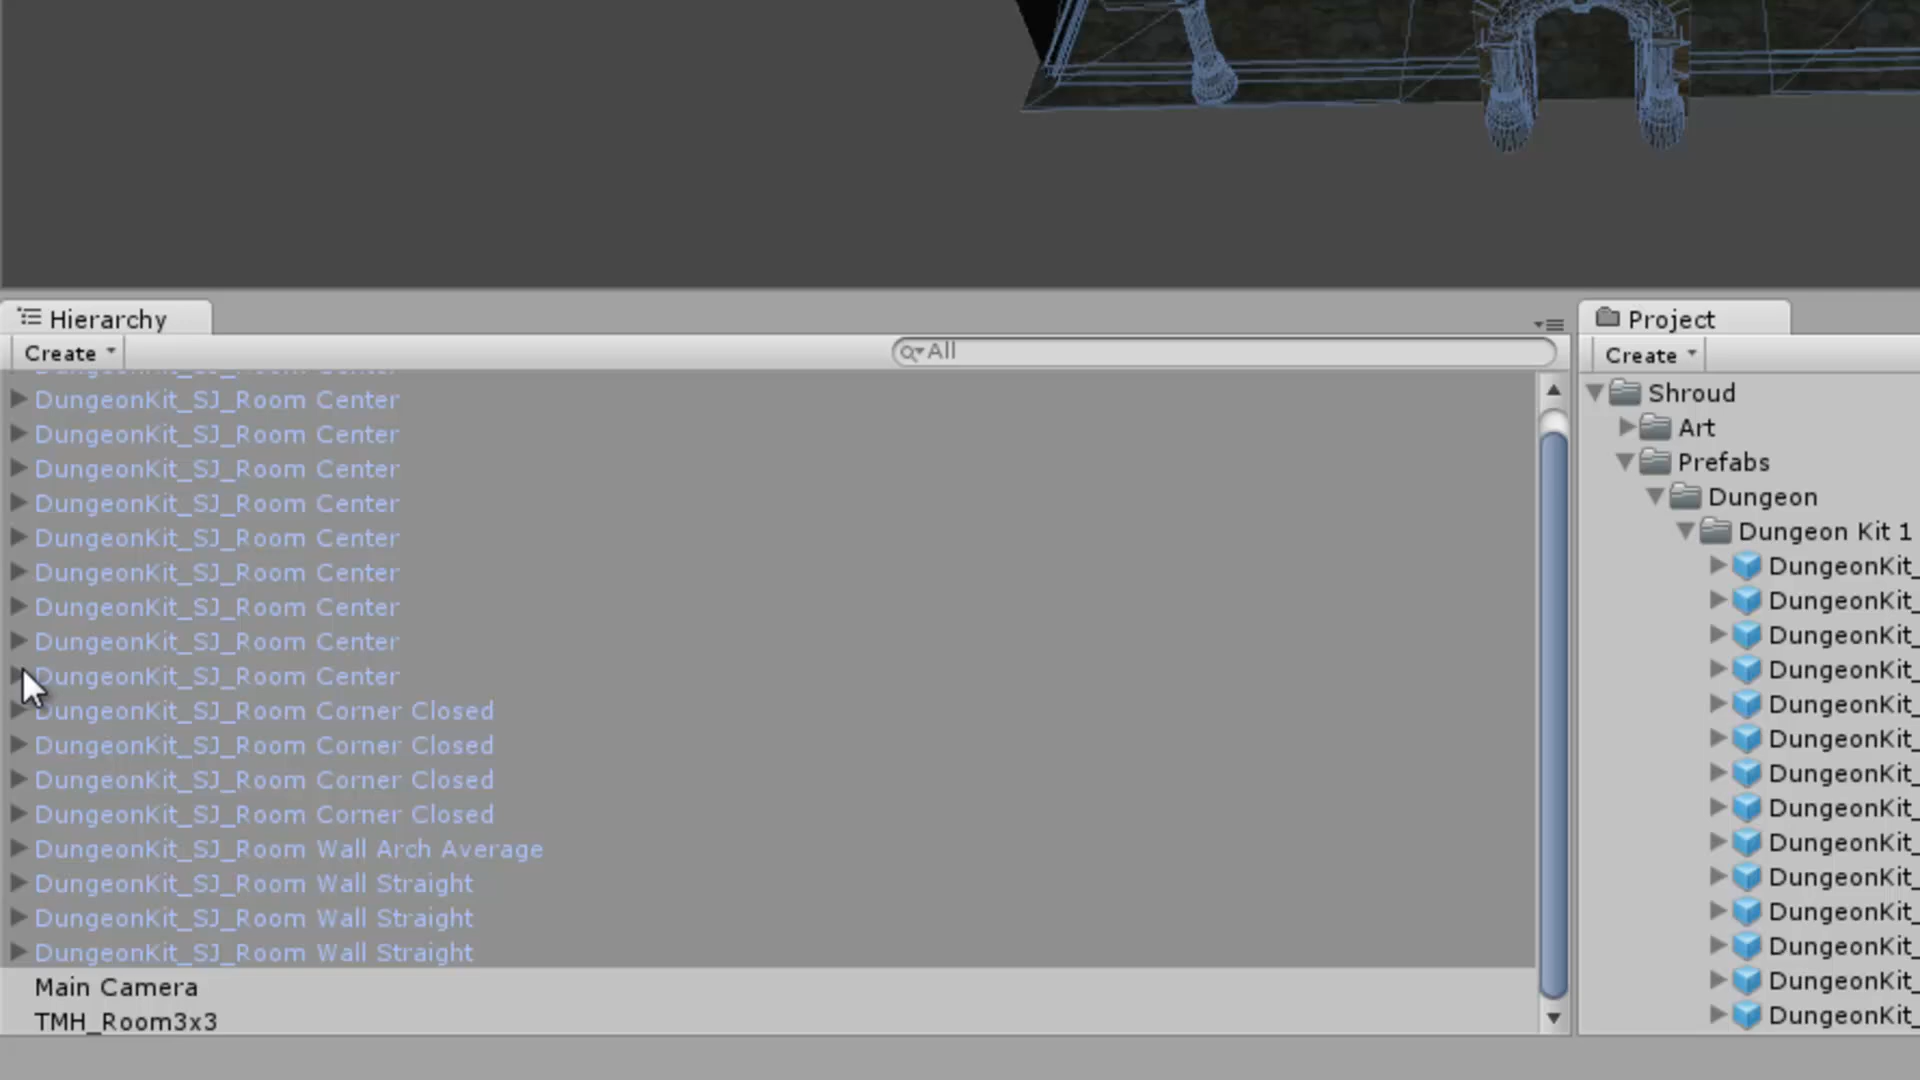 Hierarchy
Create
All
DungeonKit_SJ_Room Center
DungeonKit_SJ_Room Center
DungeonKit_SJ_Room Center
DungeonKit_SJ_Room Center
DungeonKit_SJ_Room Center
DungeonKit_SJ_Room Center
DungeonKit_SJ_Room Center
DungeonKit_SJ_Room Center
DungeonKit_SJ_Room Center
DungeonKit_SJ_Room Corner Closed
DungeonKit_SJ_Room Corner Closed
DungeonKit_SJ_Room Corner Closed
DungeonKit_SJ_Room Corner Closed
DungeonKit_SJ_Room Wall Arch Average
DungeonKit_SJ_Room Wall Straight
DungeonKit_SJ_Room Wall Straight
DungeonKit_SJ_Room Wall Straight
Main Camera
TMH_Room3x3
Project
Create
Shroud
Art
Prefabs
Dungeon
Dungeon Kit 1
DungeonKit_
DungeonKit_
DungeonKit_
DungeonKit_
DungeonKit_
DungeonKit_
DungeonKit_
DungeonKit_
DungeonKit_
DungeonKit_
DungeonKit_
DungeonKit_
DungeonKit_
DungeonKit_